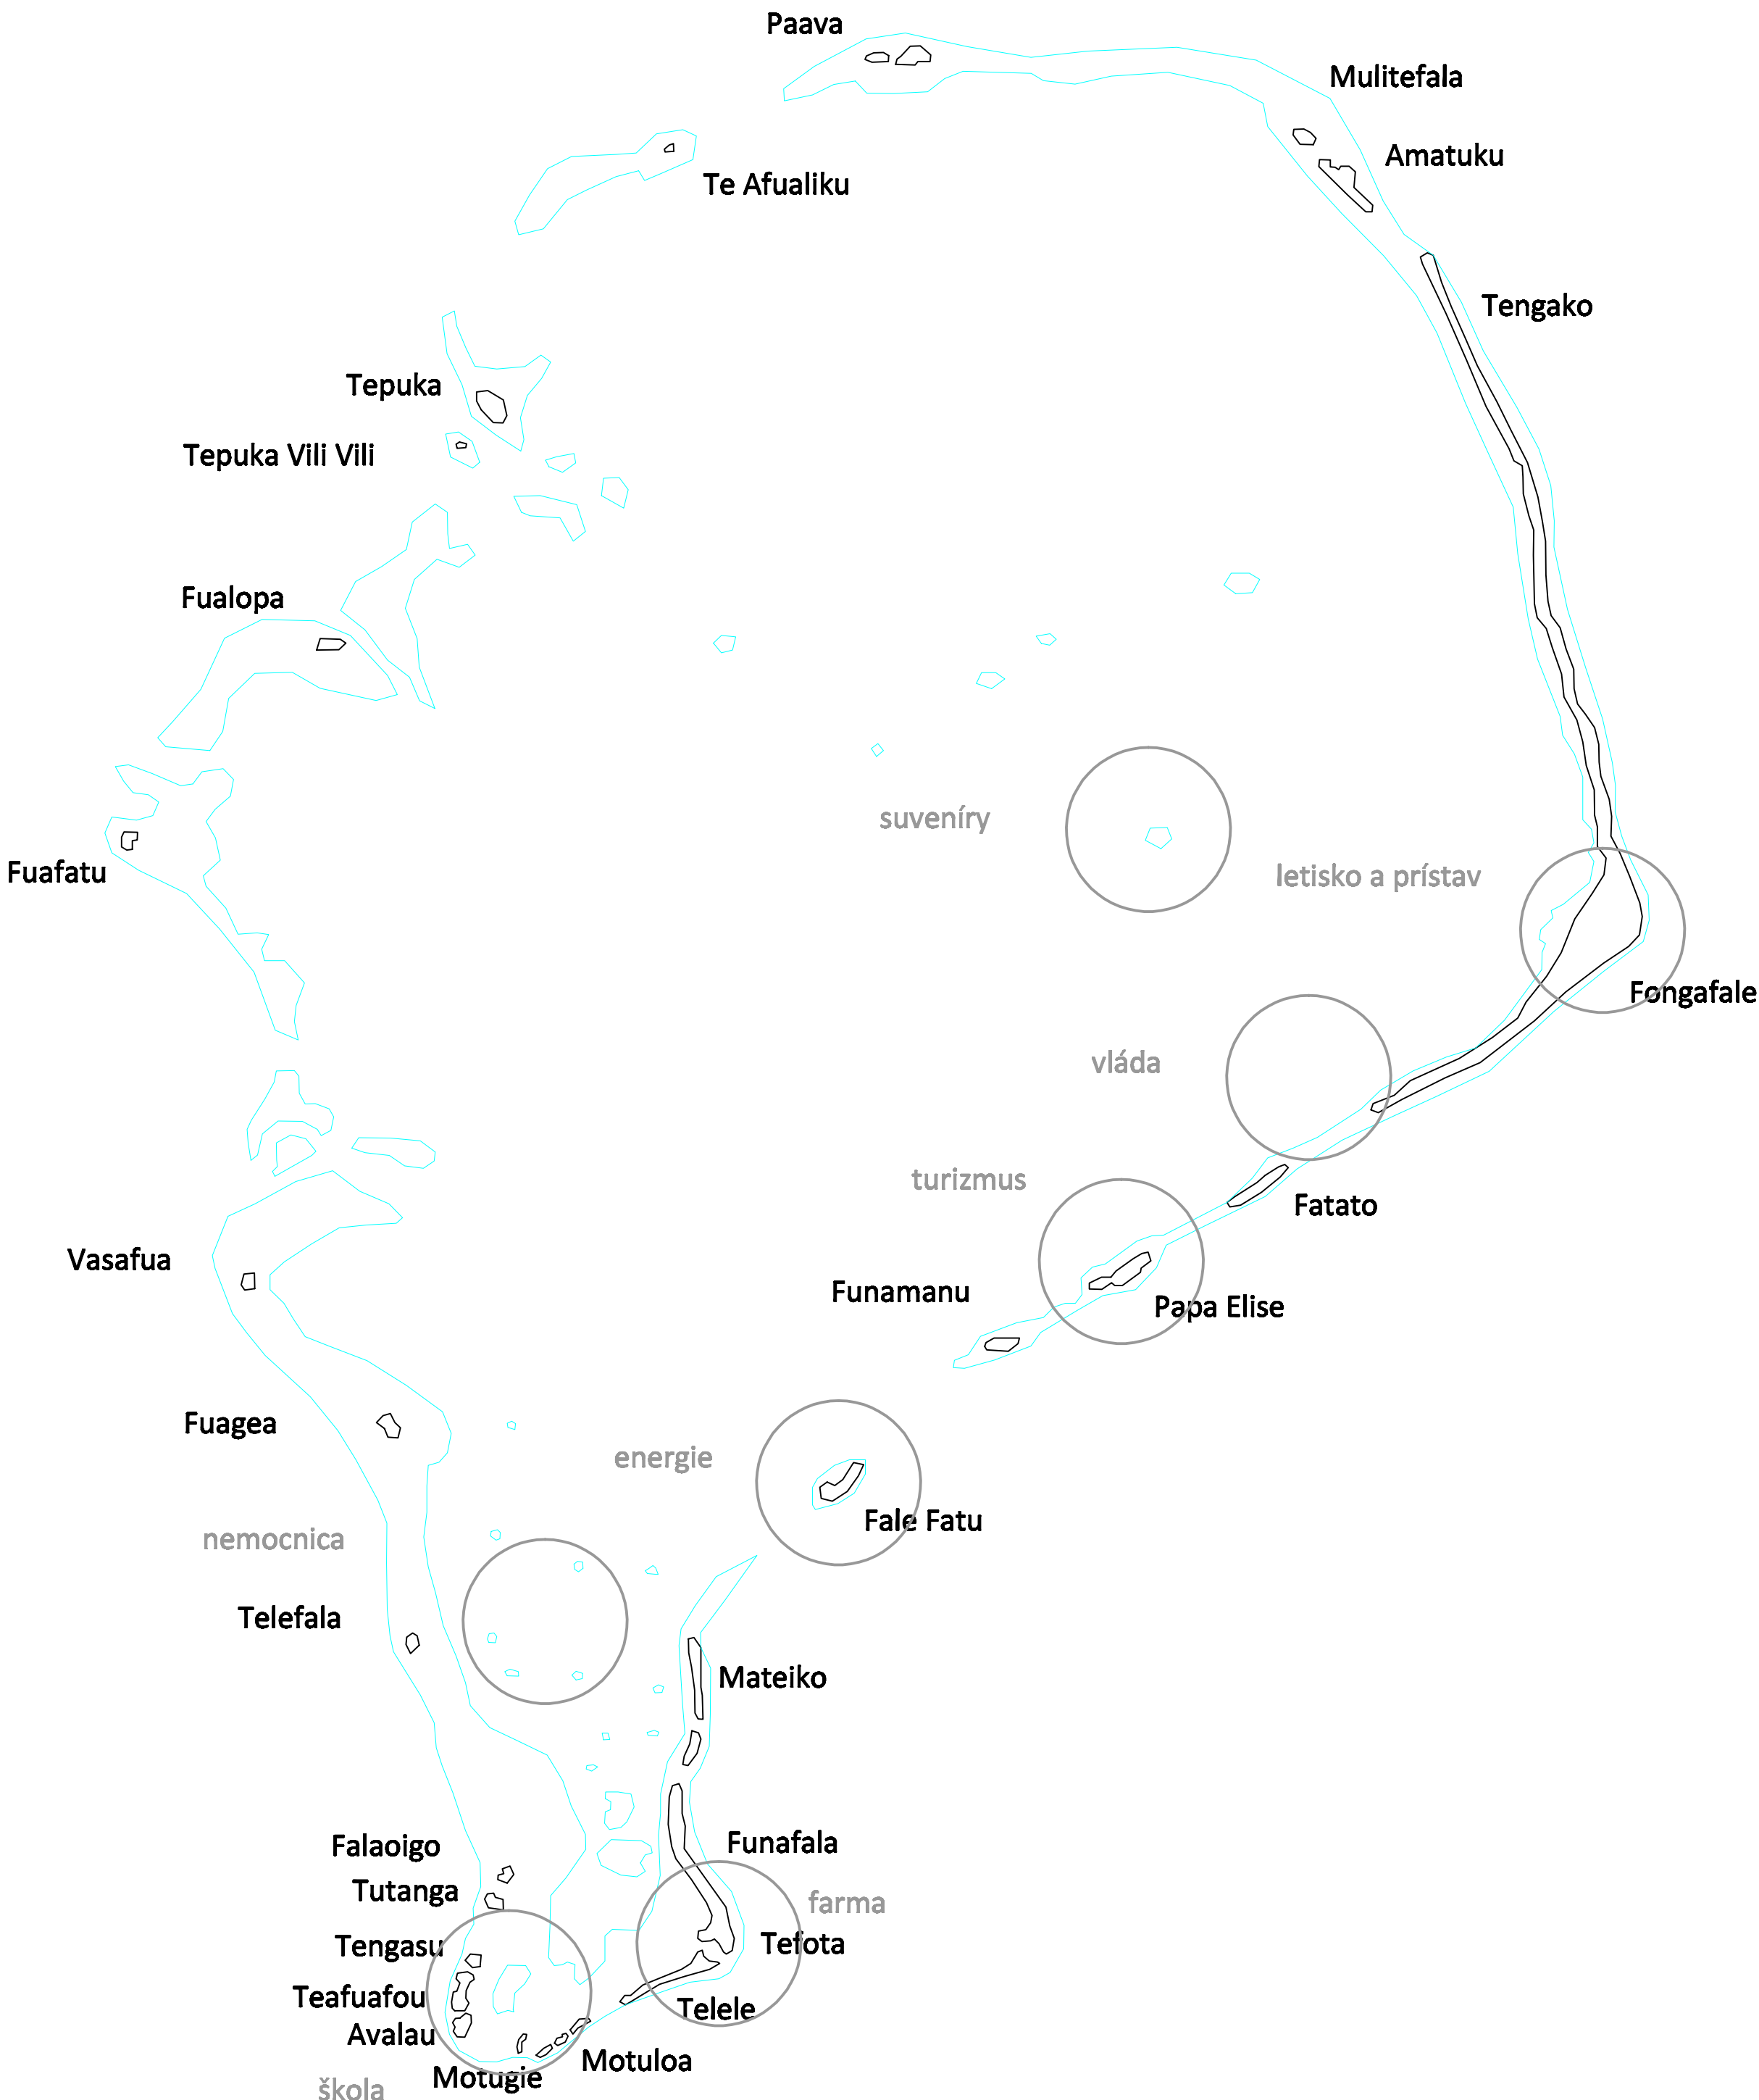 Paava
Mulitefala
Amatuku
Te Afualiku
Tengako
Tepuka
Tepuka Vili Vili
Fualopa
suveníry
Fuafatu
letisko a prístav
Fongafale
vláda
turizmus
Fatato
Vasafua
Funamanu
Papa Elise
Fuagea
energie
Fale Fatu
nemocnica
Telefala
Mateiko
Falaoigo
Funafala
Tutanga
farma
Tengasu
Tefota
Teafuafou
Telele
Avalau
Motuloa
Motugie
škola